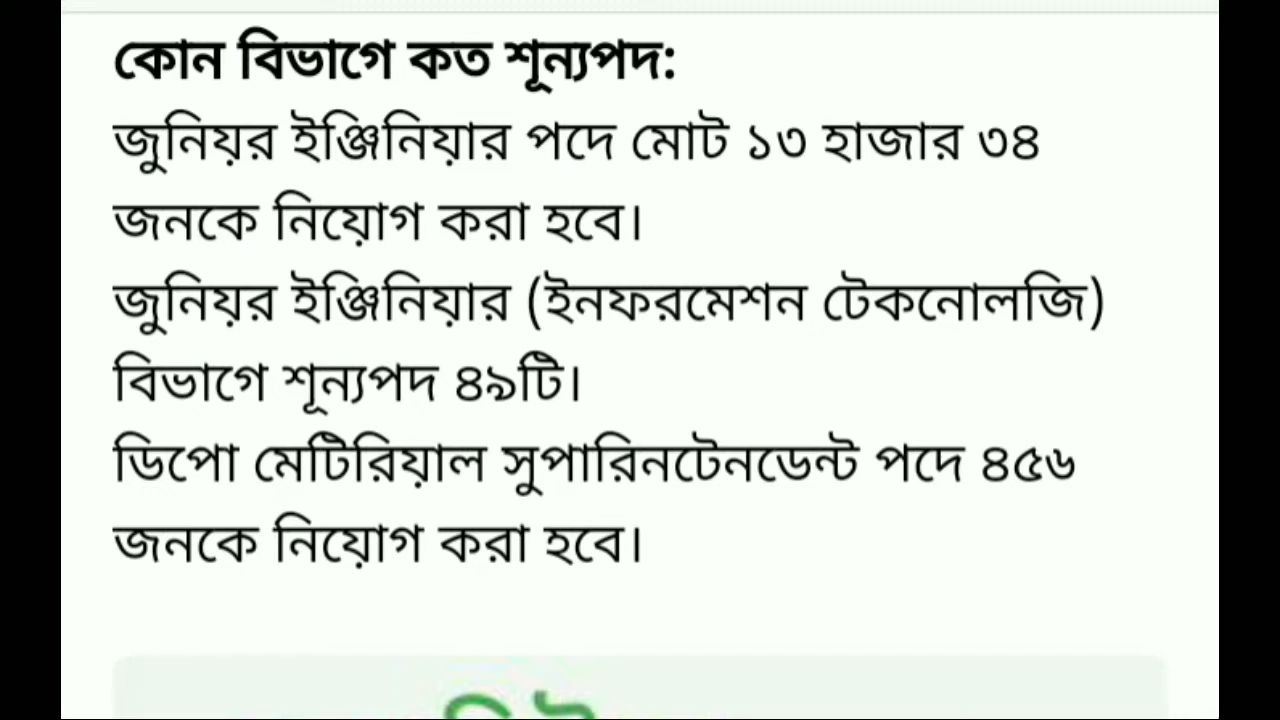 কোন বিভাগে কত শূন্যপদ:
জুনিয়র ইঞ্জিনিয়ার পদে মোট ১৩ হাজার ৩৪
জনকে নিয়োগ করা হবে।
জুনিয়র ইঞ্জিনিয়ার (ইনফরমেশন টেকনোলজি)
বিভাগে শূন্যপদ ৪৯টি।
ডিপো মেটিরিয়াল সুপারিনটেনডেন্ট পদে ৪৫৬
জনকে নিয়োগ করা হবে।